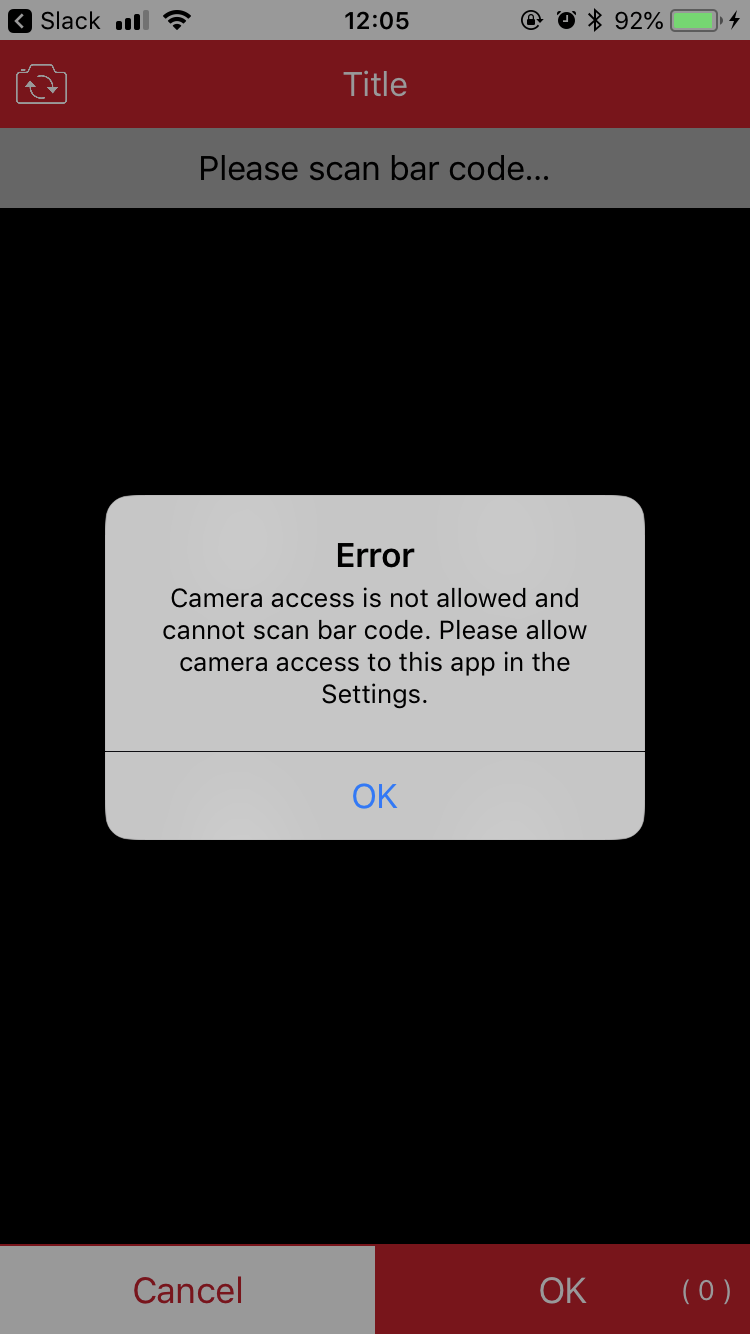 Slack 12:05 92%
Title
Please scan bar code...
Error
Camera access is not allowed and
cannot scan bar code. Please allow
camera access to this app in the
Settings.
OK
Cancel OK ( 0 )